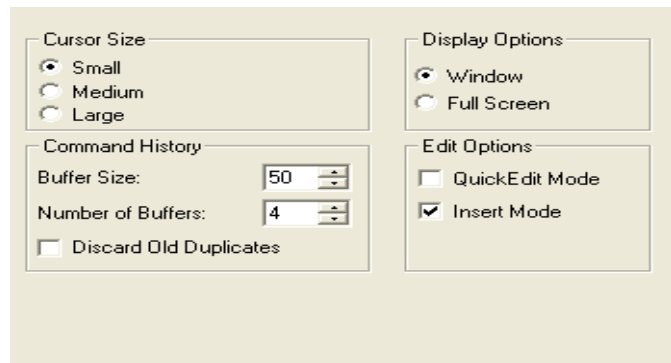 Cursor Size
Small
Medium
Large
Display Options
Window
Full Screen
Command History
Buffer Size: 50
Number of Buffers: 4
Discard Old Duplicates
Edit Options
QuickEdit Mode
Insert Mode